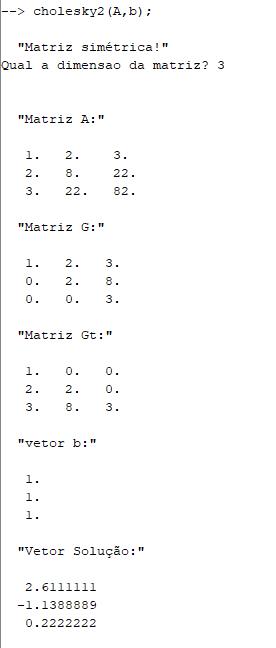 --> cholesky2(A,b);
"Matriz simétrica!"
Qual a dimensao da matriz? 3
"Matriz A:"
1. 2. 3.
2. 8. 22.
3. 22. 82.
"Matriz G:"
1. 2. 3.
0. 2. 8.
0. 0. 3.
"Matriz Gt:"
1. 0. 0.
2. 2. 0.
3. 8. 3.
"vetor b:"
1.
1.
1.
"Vetor Solução:"
2.6111111
-1.1388889
0.2222222